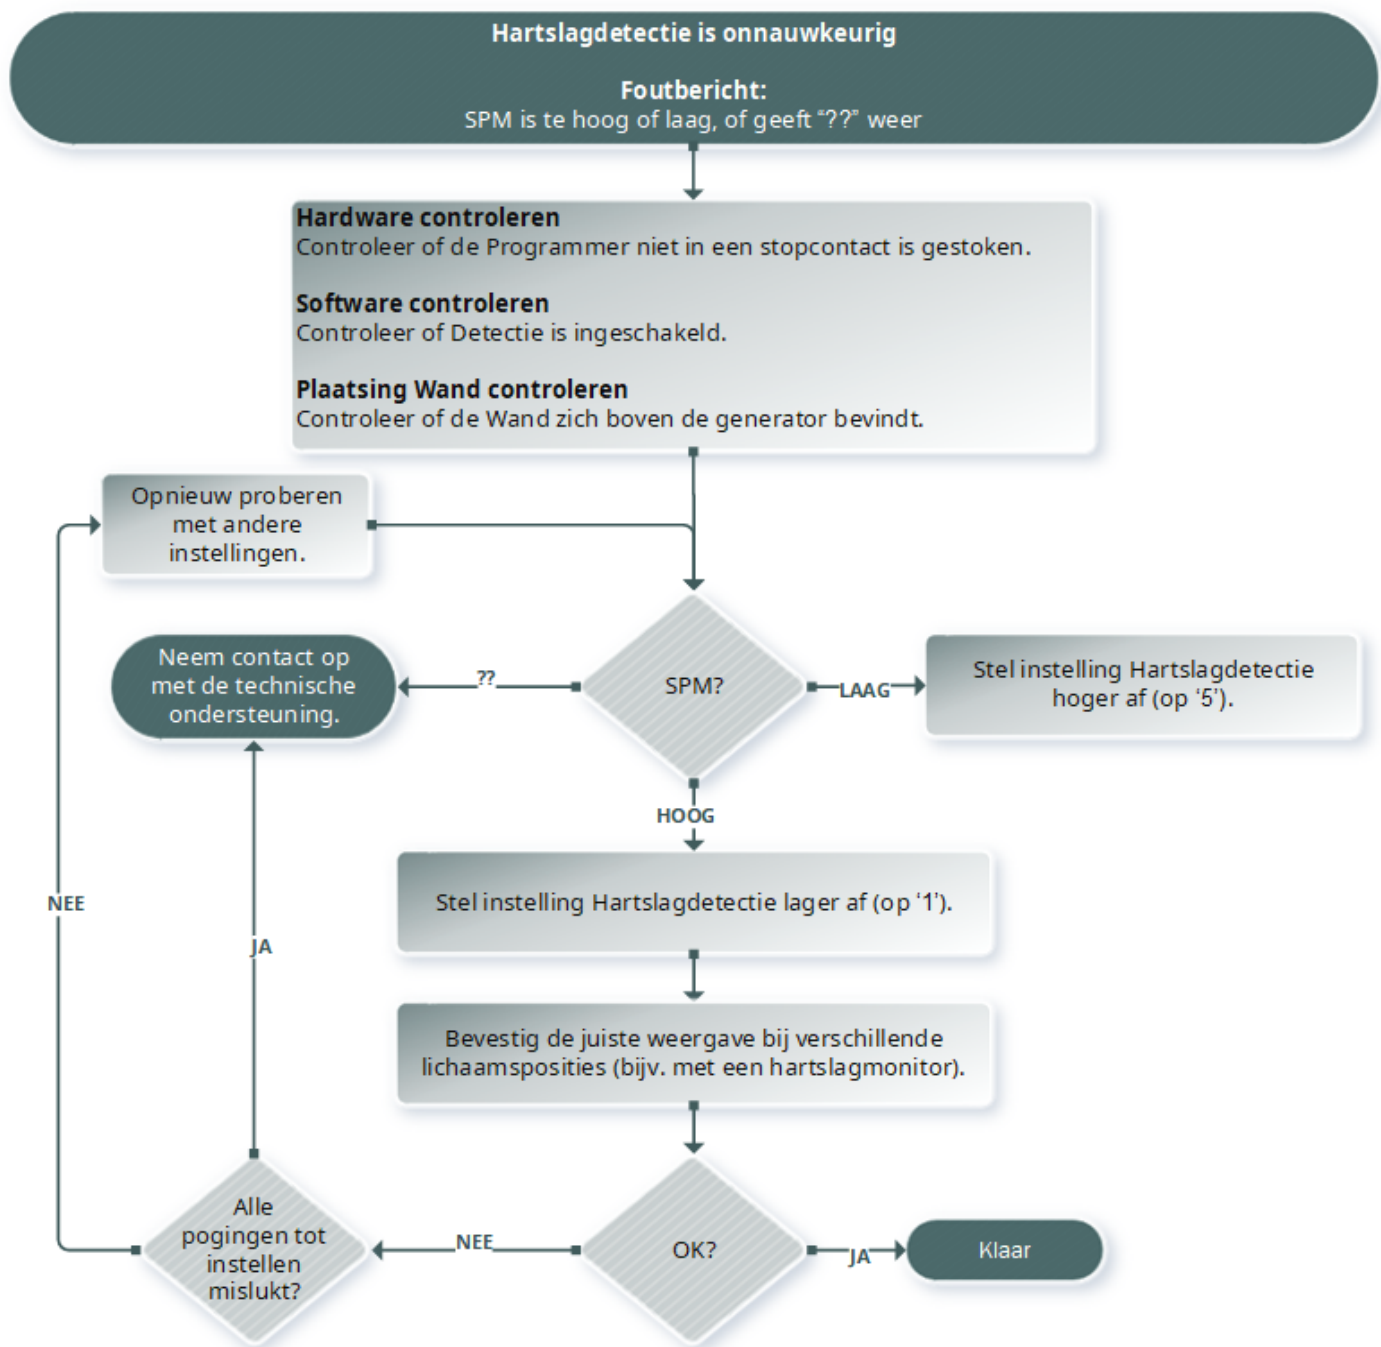 Hartslagdetectie is onnauwkeurig
Foutbericht:
SPM is te hoog of laag, of geeft “??” weer
Hardware controleren
Controleer of de Programmer niet in een stopcontact is gestoken.
Software controleren
Controleer of Detectie is ingeschakeld.
Plaatsing Wand controleren
Controleer of de Wand zich boven de generator bevindt.
Opnieuw proberen
met andere
instellingen.
Neem contact op
met de technische
ondersteuning.
??
SPM?
LAAG
Stel instelling Hartslagdetectie
hoger af (op ‘5’).
HOOG
Stel instelling Hartslagdetectie lager af (op ‘1’).
NEE
JA
Bevestig de juiste weergave bij verschillende
lichaamsposities (bijv. met een hartslagmonitor).
Alle
pogingen tot
instellen
mislukt?
NEE
OK?
JA
Klaar